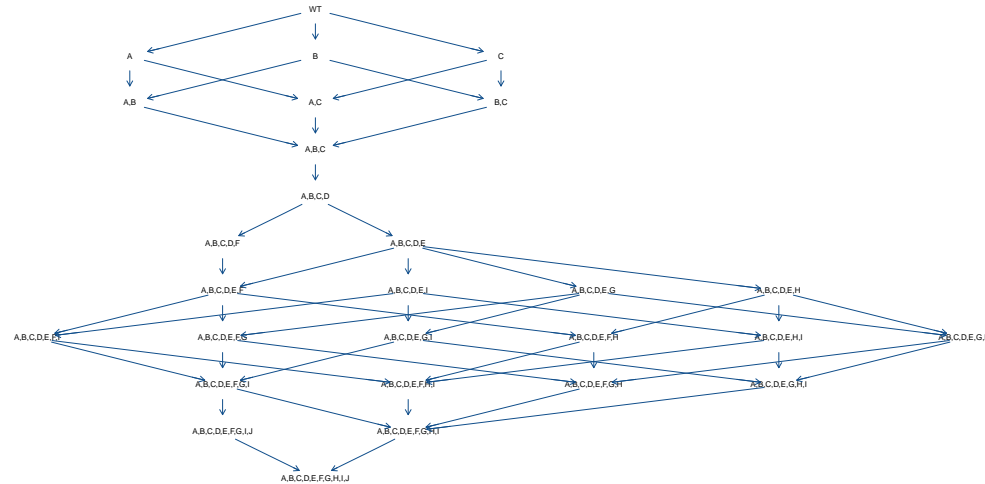 WT
A
B
C
A,B
A,C
B,C
A,B,C
A,B,C,D
A,B,C,D,F
A,B,C,D,E
A,B,C,D,E,F
A,B,C,D,E,I
A,B,C,D,E,G
A,B,C,D,E,H
A,B,C,D,E,F,I
A,B,C,D,E,F,G
A,B,C,D,E,G,I
A,B,C,D,E,F,H
A,B,C,D,E,H,I
A,B,C,D,E,G,
A,B,C,D,E,F,G,I
A,B,C,D,E,F,H,I
A,B,C,D,E,F,G,H
A,B,C,D,E,G,H,I
A,B,C,D,E,F,G,I,J
A,B,C,D,E,F,G,H,I
A,B,C,D,E,F,G,H,I,J